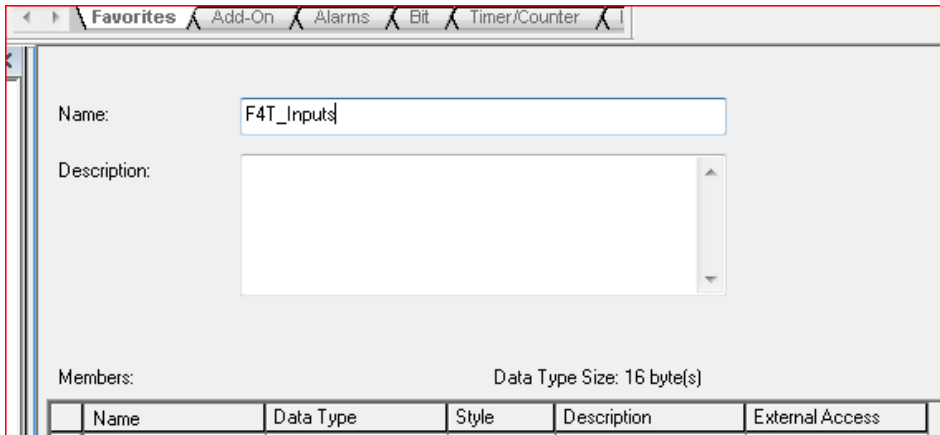 Favorites Add-On Alarms Bit Timer/Counter
Name: F4T_Inputs
Description:
Members: Data Type Size: 16 byte(s)
Name Data Type Style Description External Access